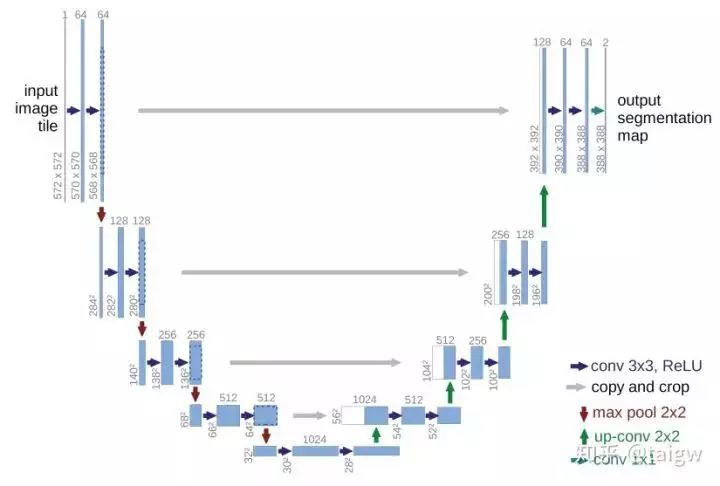 1 64 64
128 64 64 2
input
image
tile
output
segmentation
map
572 x 572
570 x 570
568 x 568
392 x 392
390 x 390
388 x 388
388 x 388
128 128
256 128
284²
282²
280²
200²
198²
196²
256 256
512 256
140²
138²
136²
104²
102²
100²
conv 3x3, ReLU
copy and crop
512 512
1024 512
68²
66²
64²
56²
54²
52²
max pool 2x2
up-conv 2x2
1024
32²
30²
28²
conv 1x1
知乎 @taigw